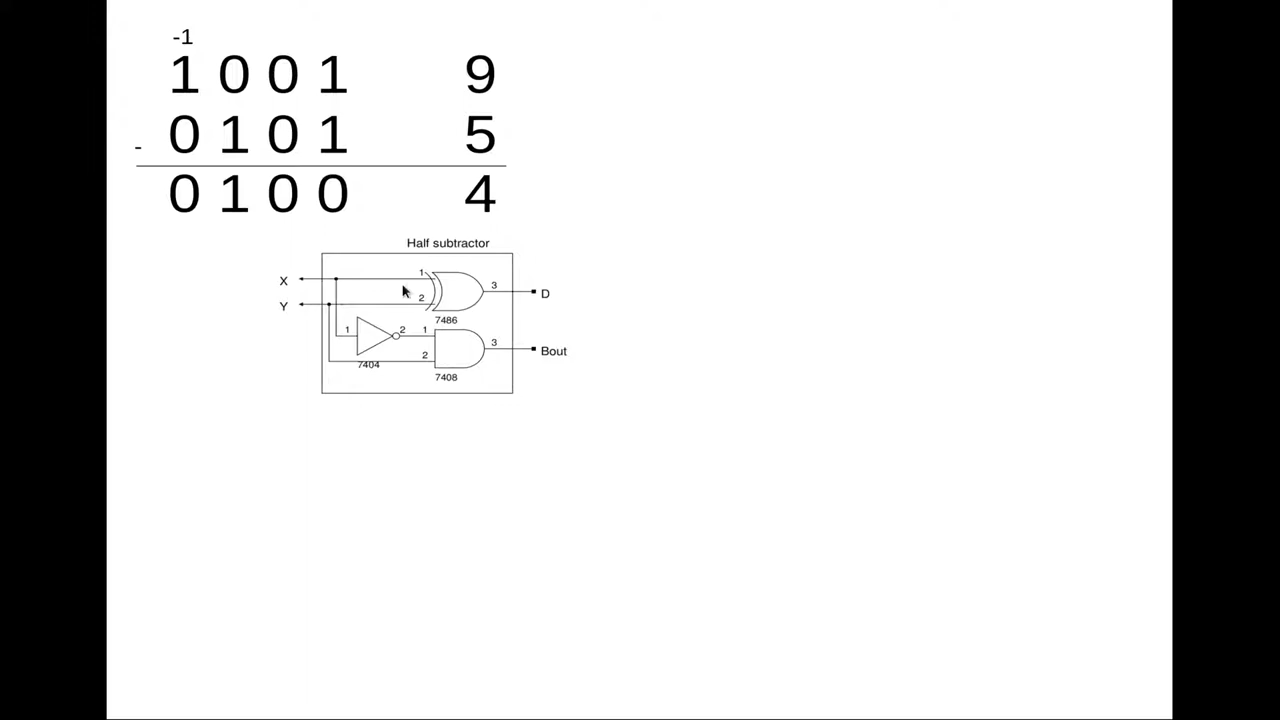 -1
1 0 0 1 9
0 1 0 1 5
-
0 1 0 0 4
Half subtractor
X 1 3 D
Y 2
7486
1 2 1 3 Bout
2
7404
7408